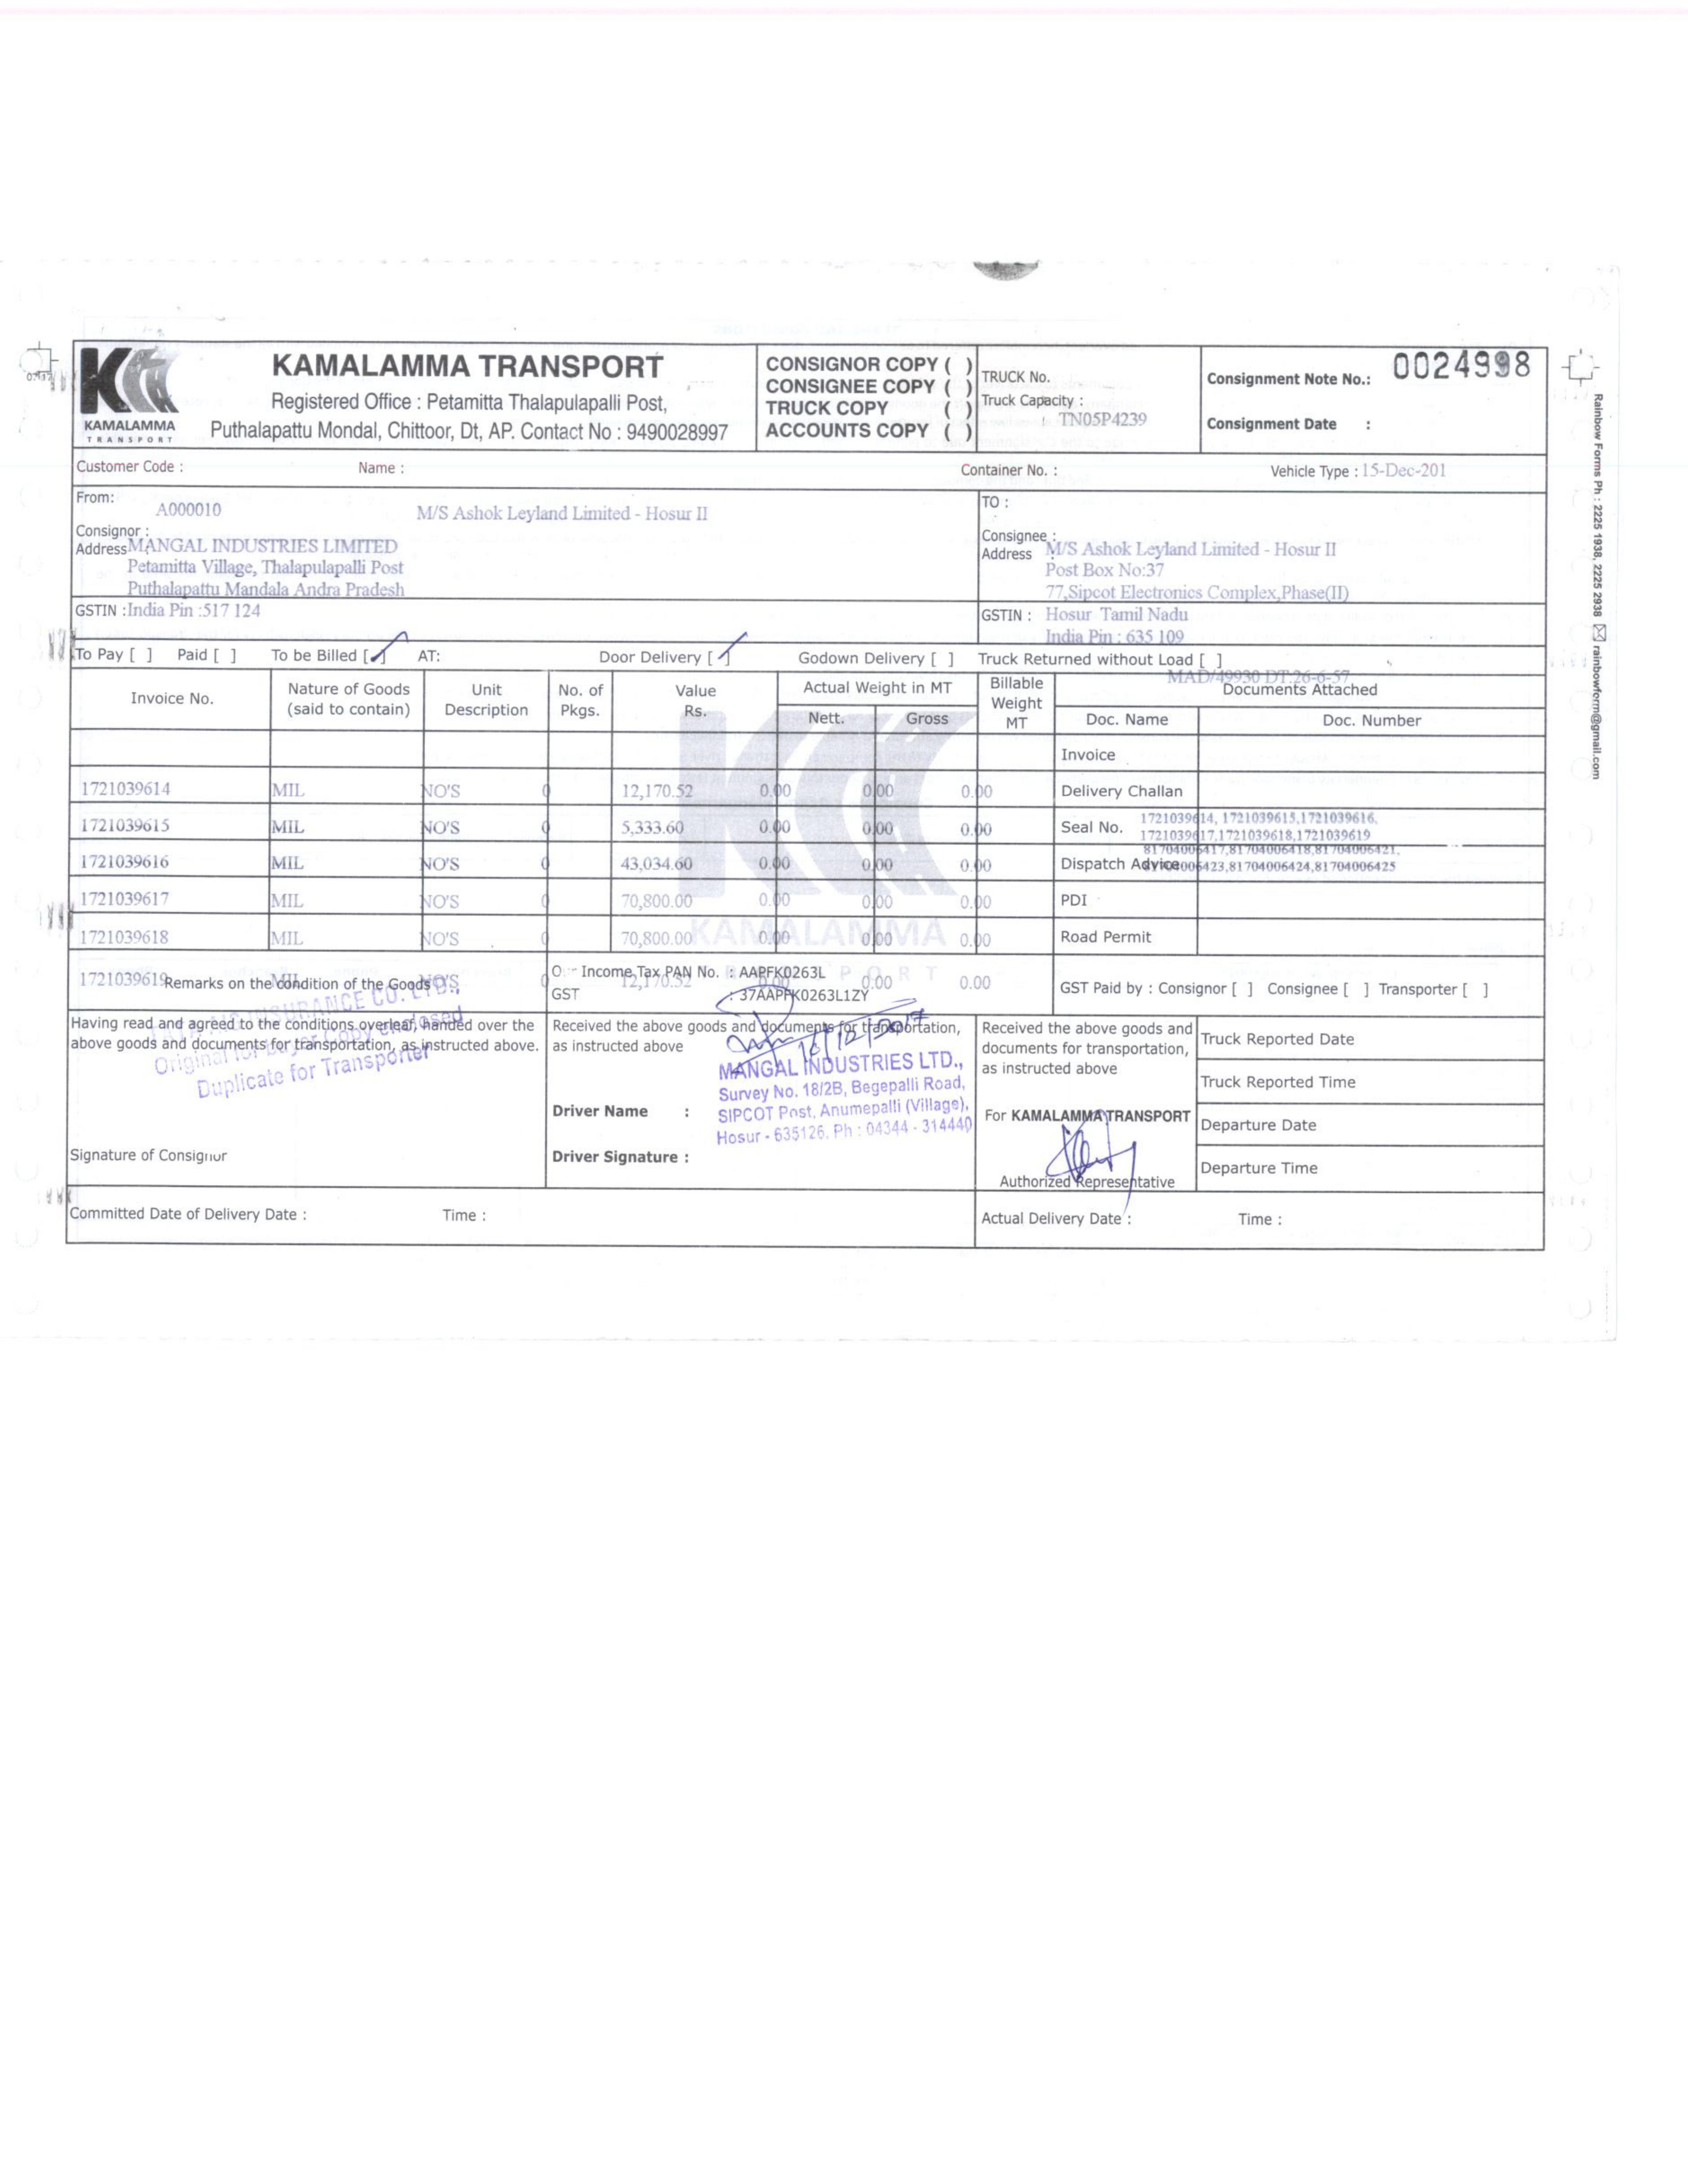 KAMALAMMA TRANSPORT
Registered Office : Petamitta Thalapulapalli Post,
Puthalapattu Mondal, Chittoor, Dt, AP. Contact No : 9490028997
KAMALAMMA
TRANSPORT
CONSIGNOR COPY ( )
CONSIGNEE COPY ( )
TRUCK COPY ( )
ACCOUNTS COPY ( )
TRUCK No.
Truck Capacity :
TN05P4239
Consignment Note No.: 0024998
Consignment Date :
Customer Code : Name : Container No. : Vehicle Type : 15-Dec-201
From:
A000010 M/S Ashok Leyland Limited - Hosur II
Consignor :
Address MANGAL INDUSTRIES LIMITED
Petamitta Village, Thalapulapalli Post
Puthalapattu Mandala Andra Pradesh
GSTIN : India Pin :517 124
TO :
Consignee :
Address : M/S Ashok Leyland Limited - Hosur II
Post Box No:37
77,Sipcot Electronics Complex,Phase(II)
GSTIN : Hosur Tamil Nadu
India Pin : 635 109
To Pay [ ] Paid [ ] To be Billed [✓] AT: Door Delivery [✓] Godown Delivery [ ] Truck Returned without Load [ ]
MAD/49930 DT:26-6-57
Invoice No. Nature of Goods (said to contain) Unit Description No. of Pkgs. Value Rs. Actual Weight in MT Nett. Gross Billable Weight MT Documents Attached
Doc. Name Doc. Number
Invoice
1721039614 MIL NO'S 0 12,170.52 0.00 0.00 0.00 Delivery Challan
1721039615 MIL NO'S 0 5,333.60 0.00 0.00 0.00 Seal No. 1721039614, 1721039615,1721039616,
1721039617,1721039618,1721039619
81704006417,81704006418,81704006421,
1721039616 MIL NO'S 0 43,034.60 0.00 0.00 0.00 Dispatch Advice 81704006423,81704006424,81704006425
1721039617 MIL NO'S 0 70,800.00 0.00 0.00 0.00 PDI
1721039618 MIL NO'S 0 70,800.00 0.00 0.00 0.00 Road Permit
KAMALAMMA
1721039619 MIL NO'S 0 12,170.52 0.00 0.00 0.00
Remarks on the condition of the Goods :
Income Tax PAN No. : AAPFK0263L
GST : 37AAPFK0263L1ZY
GST Paid by : Consignor [ ] Consignee [ ] Transporter [ ]
INSURANCE CO. LTD.,
Original for buyer Copy enclosed
Duplicate for Transporter
Having read and agreed to the conditions overleaf, handed over the
above goods and documents for transportation, as instructed above.
Signature of Consignor
Received the above goods and documents for transportation,
as instructed above
16/12/2017
MANGAL INDUSTRIES LTD.,
Survey No. 18/2B, Begepalli Road,
SIPCOT Post, Anumepalli (Village),
Hosur - 635126. Ph : 04344 - 314440
Driver Name :
Driver Signature :
Received the above goods and
documents for transportation,
as instructed above
For KAMALAMMA TRANSPORT
Authorized Representative
Truck Reported Date
Truck Reported Time
Departure Date
Departure Time
Committed Date of Delivery Date : Time :
Actual Delivery Date : Time :
Rainbow Forms Ph : 2225 1938, 2225 2938 rainbowform@gmail.com